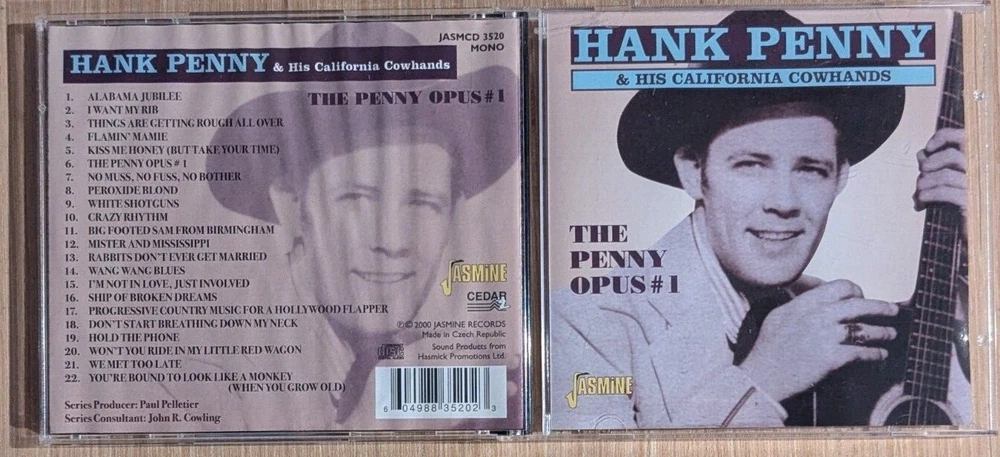 JASMCD 3520
MONO
HANK PENNY & His California Cowhands
THE PENNY OPUS #1
1. ALABAMA JUBILEE
2. I WANT MY RIB
3. THINGS ARE GETTING ROUGH ALL OVER
4. FLAMIN' MAMIE
5. KISS ME HONEY (BUT TAKE YOUR TIME)
6. THE PENNY OPUS # 1
7. NO MUSS, NO FUSS, NO BOTHER
8. PEROXIDE BLOND
9. WHITE SHOTGUNS
10. CRAZY RHYTHM
11. BIG FOOTED SAM FROM BIRMINGHAM
12. MISTER AND MISSISSIPPI
13. RABBITS DON'T EVER GET MARRIED
14. WANG WANG BLUES
15. I'M NOT IN LOVE, JUST INVOLVED
16. SHIP OF BROKEN DREAMS
17. PROGRESSIVE COUNTRY MUSIC FOR A HOLLYWOOD FLAPPER
18. DON'T START BREATHING DOWN MY NECK
19. HOLD THE PHONE
20. WON'T YOU RIDE IN MY LITTLE RED WAGON
21. WE MET TOO LATE
22. YOU'RE BOUND TO LOOK LIKE A MONKEY
(WHEN YOU GROW OLD)
Series Producer: Paul Pelletier
Series Consultant: John R. Cowling
JASMINE
CEDAR
℗© 2000 JASMINE RECORDS
Made in Czech Republic
Sound Products from
Hasmick Promotions Ltd.
6 04988 35202 3
HANK PENNY
& HIS CALIFORNIA COWHANDS
THE
PENNY
OPUS #1
JASMINE